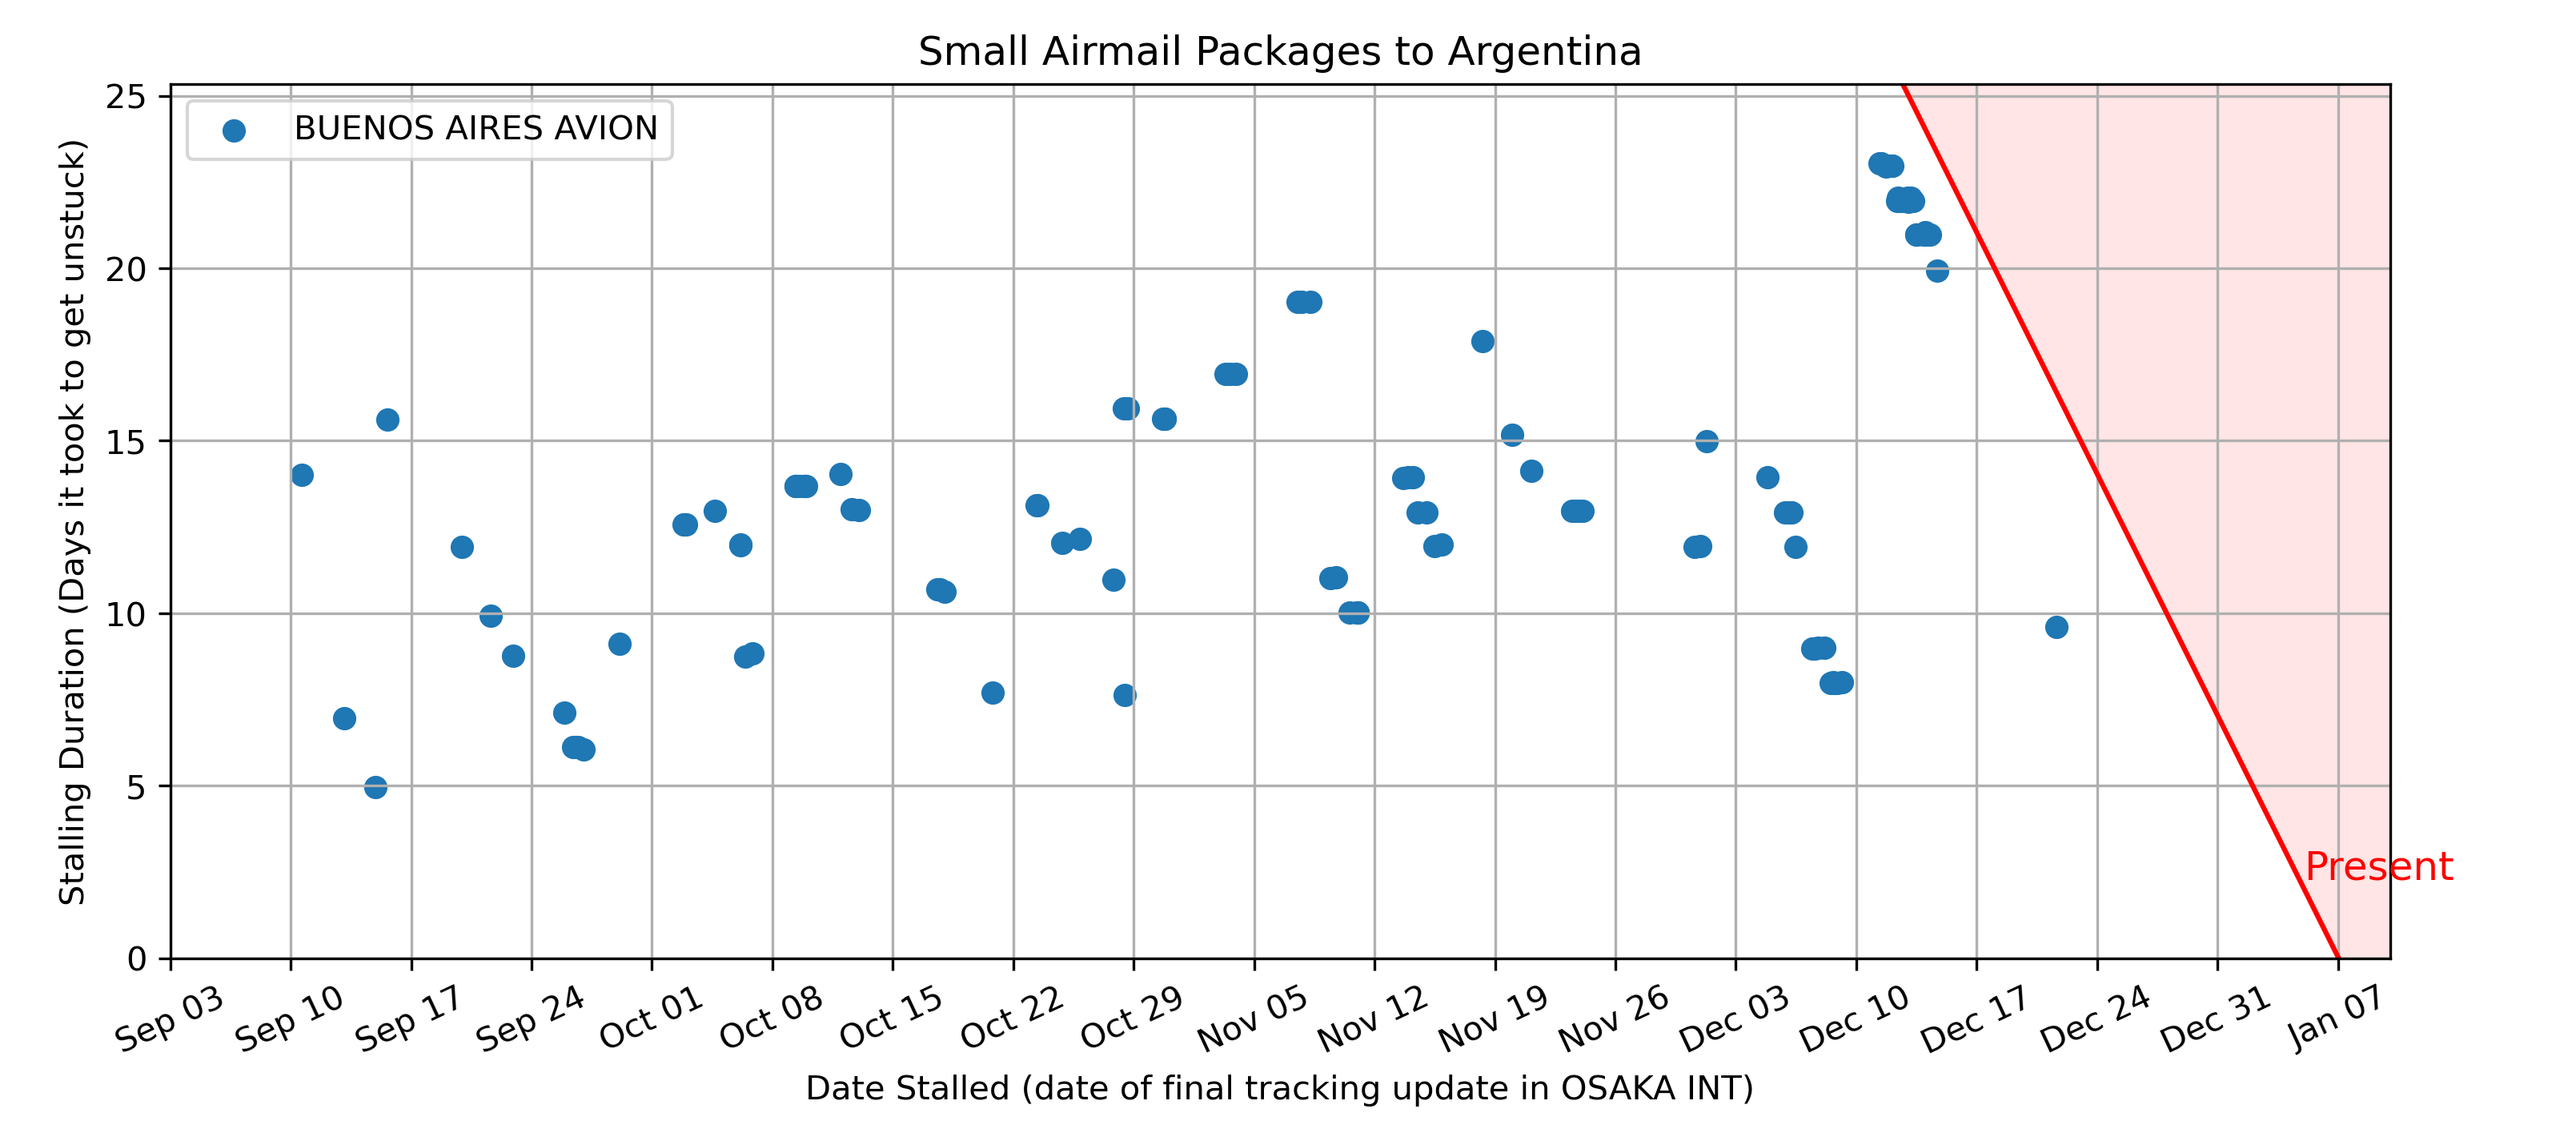 Small Airmail Packages to Argentina
BUENOS AIRES AVION
Stalling Duration (Days it took to get unstuck)
25
20
15
10
5
0
Present
Sep 03
Sep 10
Sep 17
Sep 24
Oct 01
Oct 08
Oct 15
Oct 22
Oct 29
Nov 05
Nov 12
Nov 19
Nov 26
Dec 03
Dec 10
Dec 17
Dec 24
Dec 31
Jan 07
Date Stalled (date of final tracking update in OSAKA INT)